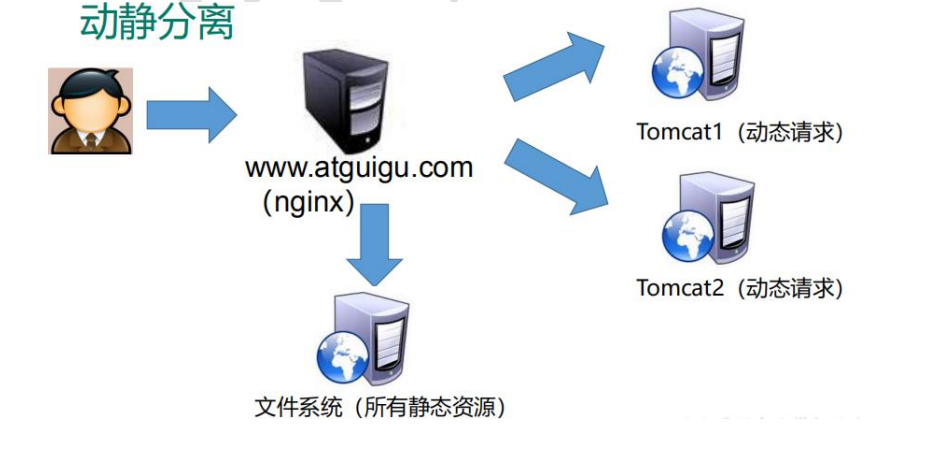 动静分离
www.atguigu.com
（nginx）
Tomcat1（动态请求）
Tomcat2（动态请求）
文件系统（所有静态资源）